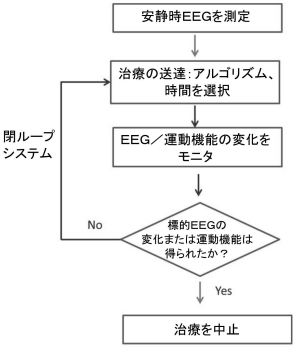 安静時EEGを測定
治療の送達：アルゴリズム、
時間を選択
閉ループ
システム
EEG／運動機能の変化を
モニタ
標的EEGの
変化または運動機能は
得られたか？
No
Yes
治療を中止